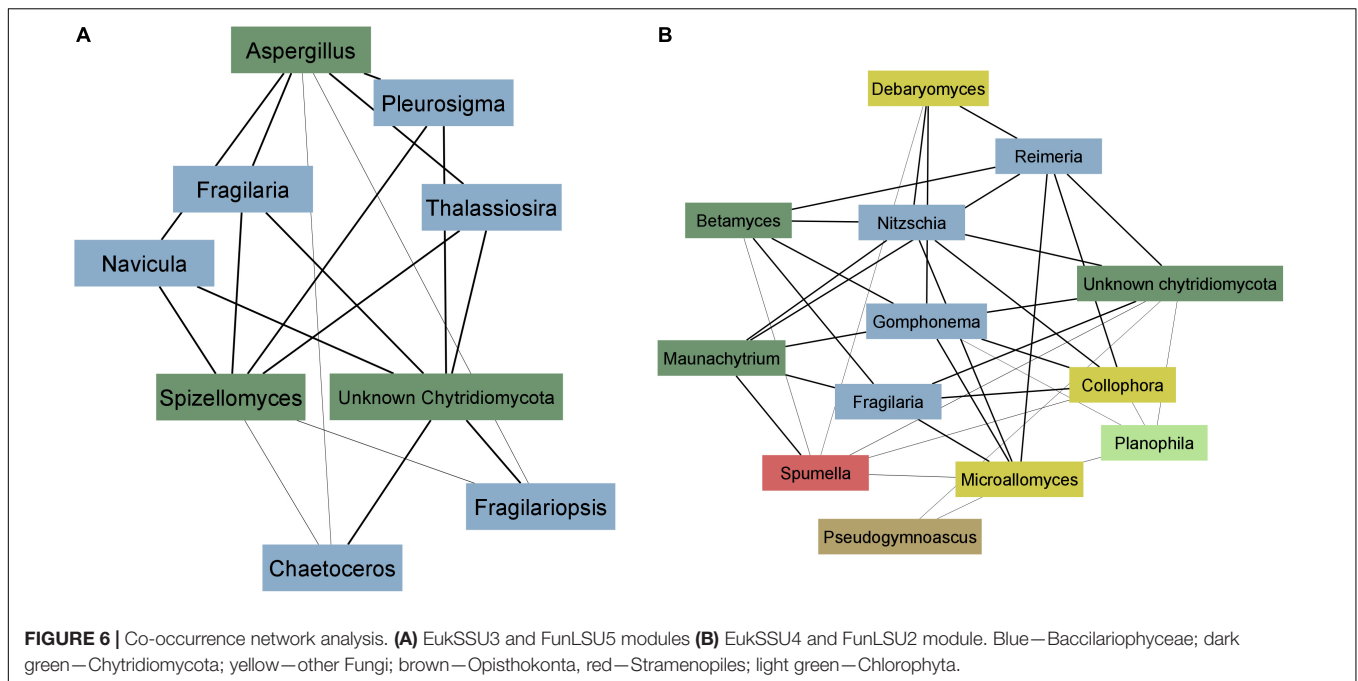 A
Aspergillus
Pleurosigma
Fragilaria
Thalassiosira
Navicula
Spizellomyces
Unknown Chytridiomycota
Fragilariopsis
Chaetoceros
B
Debaryomyces
Reimeria
Betamyces
Nitzschia
Unknown chytridiomycota
Gomphonema
Maunachytrium
Collophora
Fragilaria
Planophila
Spumella
Microallomyces
Pseudogymnoascus
FIGURE 6 | Co-occurrence network analysis. (A) EukSSU3 and FunLSU5 modules (B) EukSSU4 and FunLSU2 module. Blue—Baccilariophyceae; dark
green—Chytridiomycota; yellow—other Fungi; brown—Opisthokonta, red—Stramenopiles; light green—Chlorophyta.